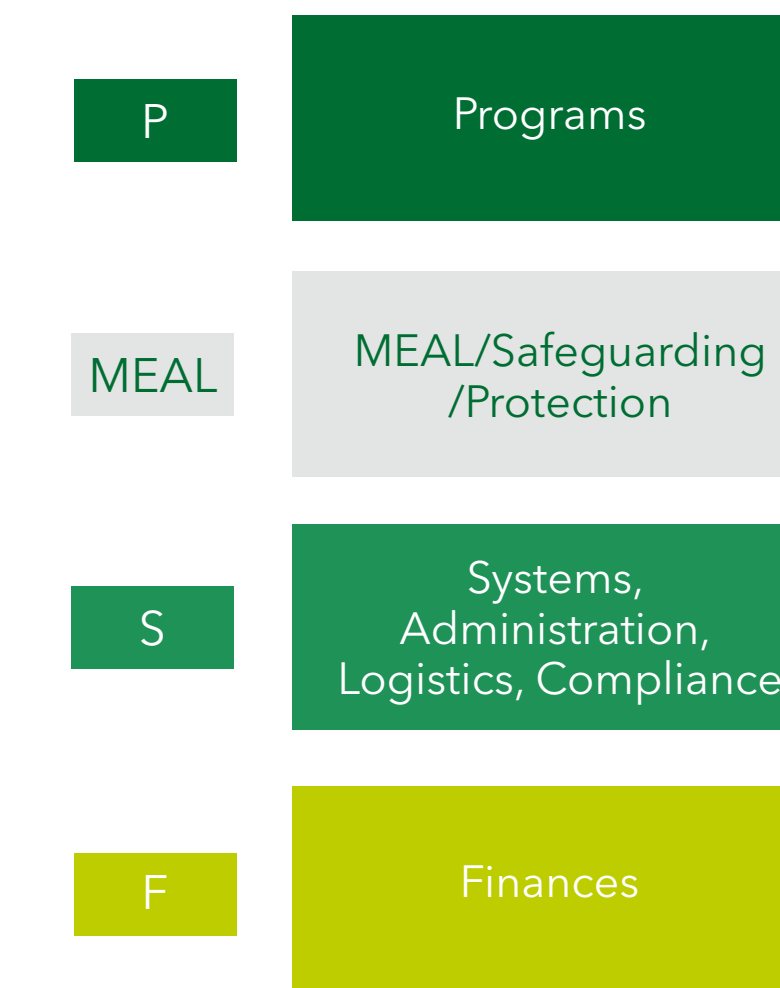 P
Programs
MEAL
MEAL/Safeguarding
/Protection
S
Systems,
Administration,
Logistics, Compliance
F
Finances